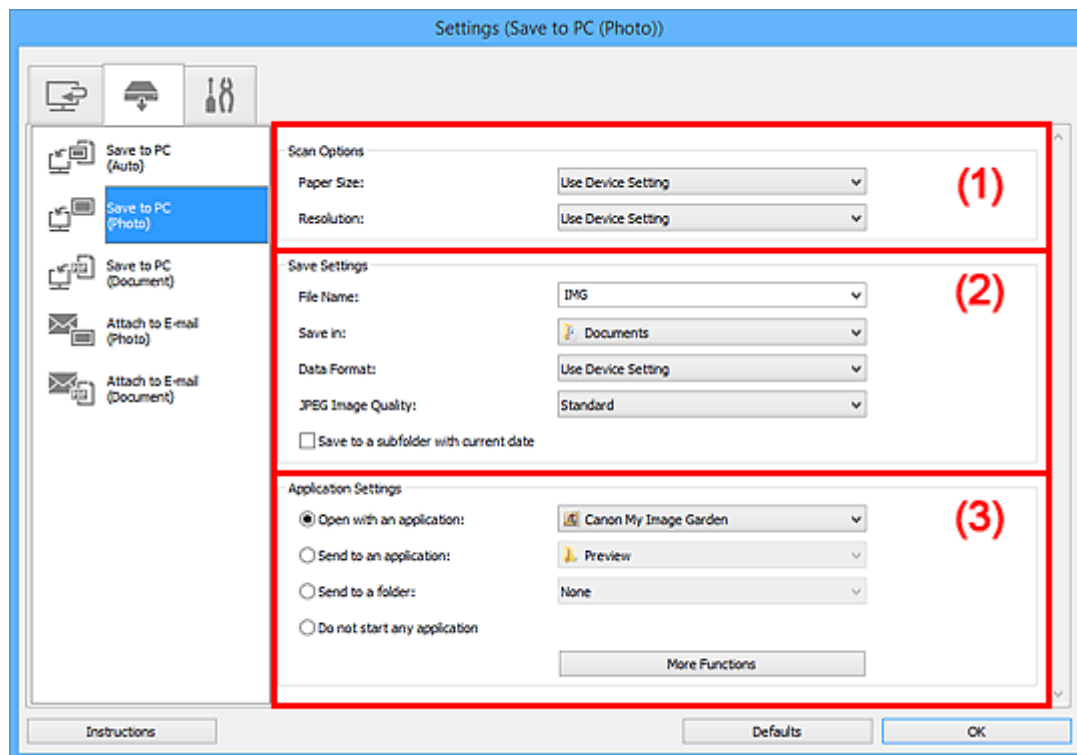 Settings (Save to PC (Photo))
Save to PC
(Auto)
Save to PC
(Photo)
Save to PC
(Document)
Attach to E-mail
(Photo)
Attach to E-mail
(Document)
Scan Options
(1)
Paper Size: Use Device Setting
Resolution: Use Device Setting
Save Settings
(2)
File Name: IMG
Save in: Documents
Data Format: Use Device Setting
JPEG Image Quality: Standard
Save to a subfolder with current date
Application Settings
(3)
Open with an application: Canon My Image Garden
Send to an application: Preview
Send to a folder: None
Do not start any application
More Functions
Instructions Defaults OK